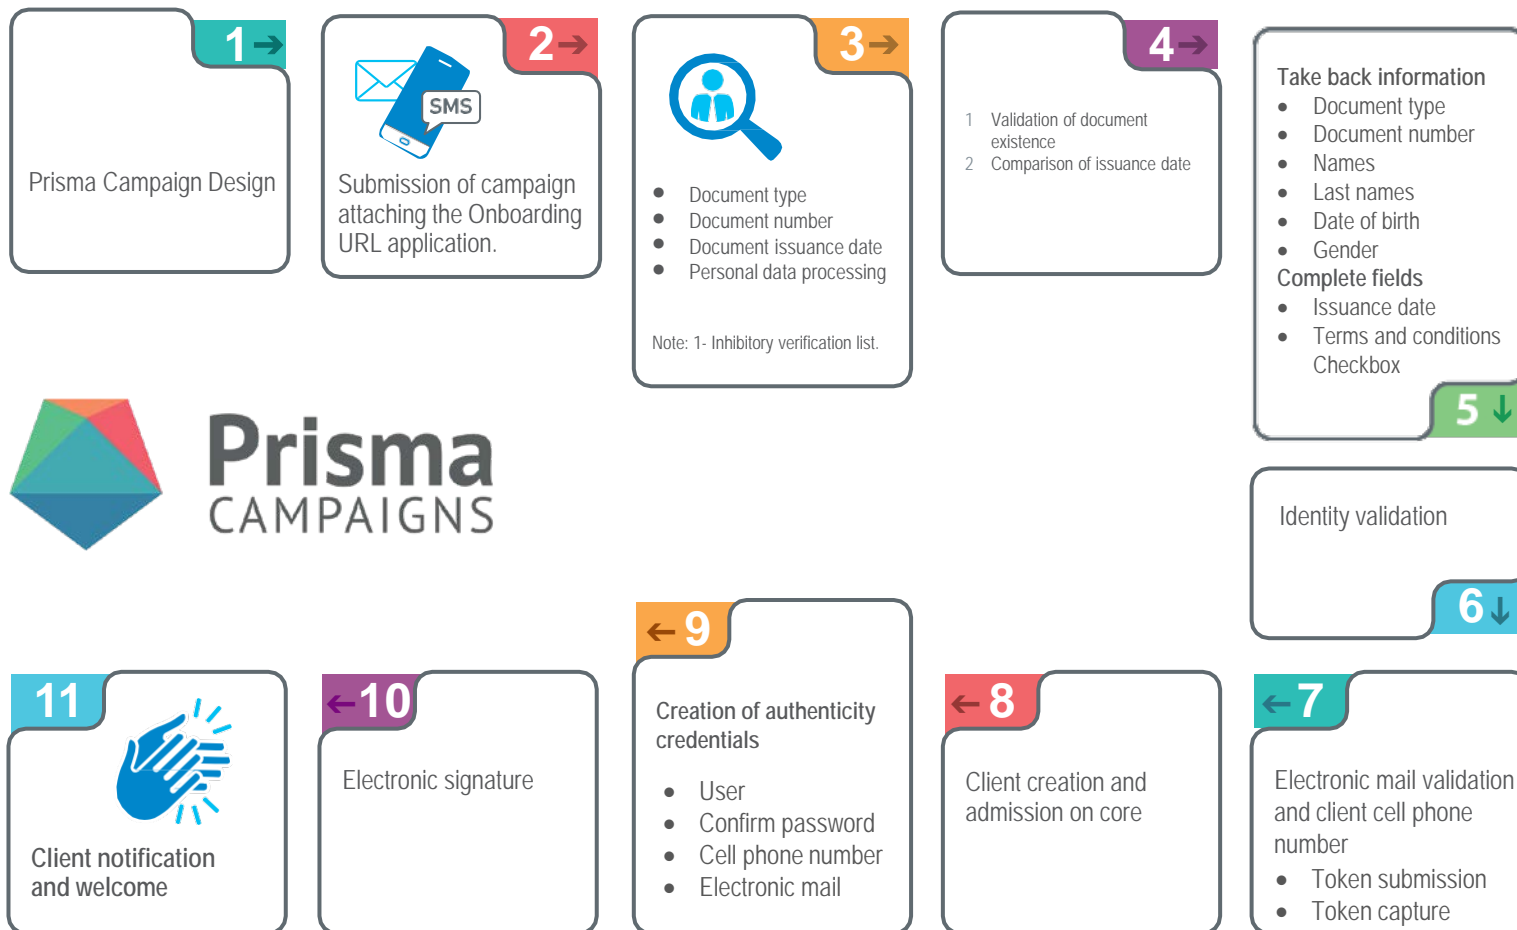 1
Prisma Campaign Design
2
SMS
Submission of campaign
attaching the Onboarding
URL application.
3
Document type
Document number
Document issuance date
Personal data processing
Note: 1- Inhibitory verification list.
4
1 Validation of document
existence
2 Comparison of issuance date
Take back information
Document type
Document number
Names
Last names
Date of birth
Gender
Complete fields
Issuance date
Terms and conditions
Checkbox
5
Prisma
CAMPAIGNS
Identity validation
6
7
Electronic mail validation
and client cell phone
number
Token submission
Token capture
8
Client creation and
admission on core
9
Creation of authenticity
credentials
User
Confirm password
Cell phone number
Electronic mail
10
Electronic signature
11
Client notification
and welcome